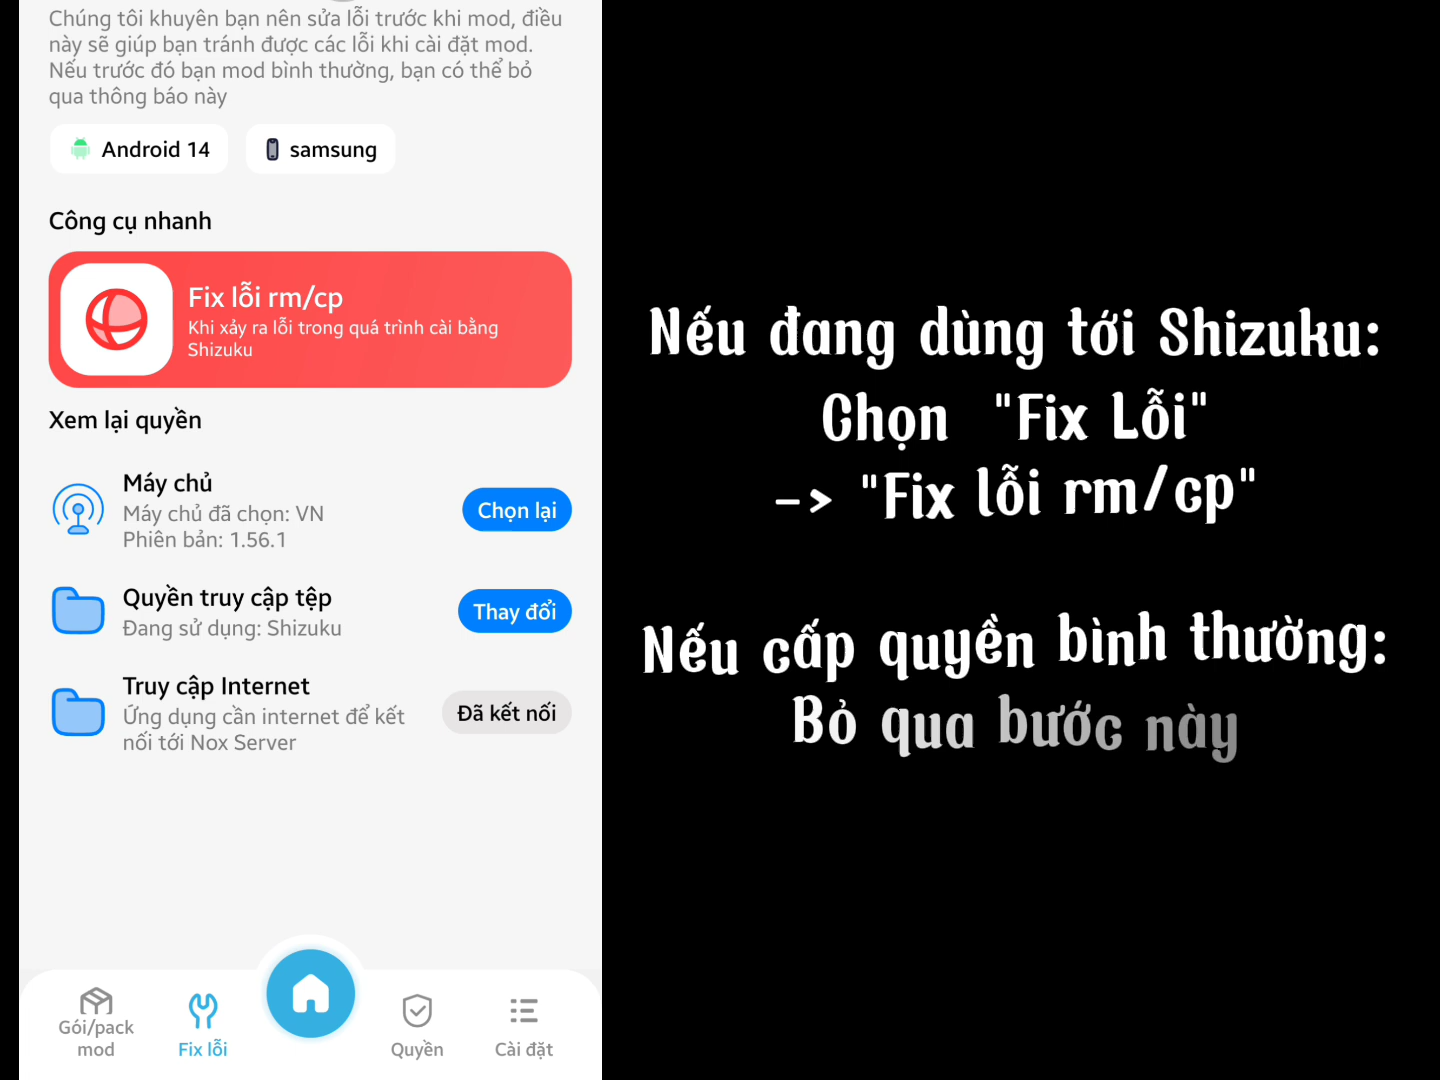 Chúng tôi khuyên bạn nên sửa lỗi trước khi mod, điều
này sẽ giúp bạn tránh được các lỗi khi cài đặt mod.
Nếu trước đó bạn mod bình thường, bạn có thể bỏ
qua thông báo này
Android 14
samsung
Công cụ nhanh
Fix lỗi rm/cp
Khi xảy ra lỗi trong quá trình cài bằng
Shizuku
Xem lại quyền
Máy chủ
Máy chủ đã chọn: VN
Phiên bản: 1.56.1
Chọn lại
Quyền truy cập tệp
Đang sử dụng: Shizuku
Thay đổi
Truy cập Internet
Ứng dụng cần internet để kết
nối tới Nox Server
Đã kết nối
Gói/pack
mod
Fix lỗi
Quyền
Cài đặt
Nếu đang dùng tới Shizuku:
Chọn "Fix Lỗi"
-> "Fix lỗi rm/cp"
Nếu cấp quyền bình thường:
Bỏ qua bước này